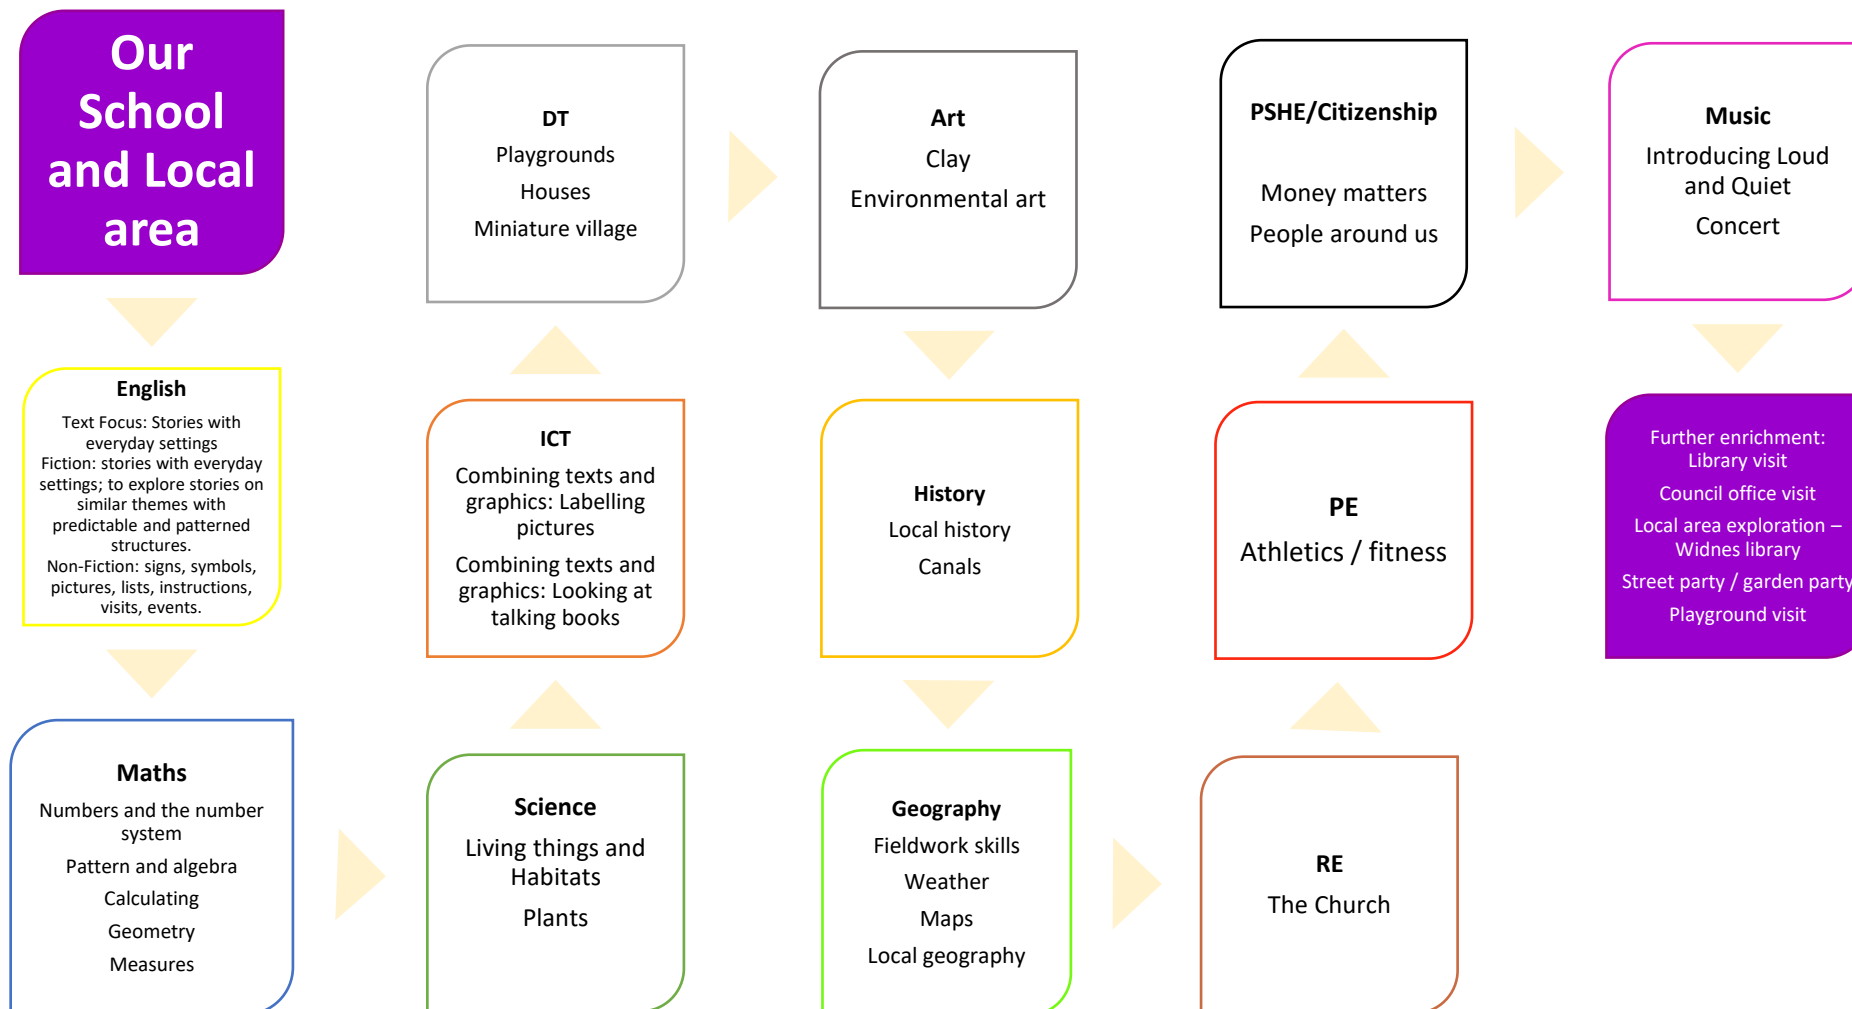 Our
School
and Local
area
English
Text Focus: Stories with
everyday settings
Fiction: stories with everyday
settings; to explore stories on
similar themes with
predictable and patterned
structures.
Non-Fiction: signs, symbols,
pictures, lists, instructions,
visits, events.
Maths
Numbers and the number
system
Pattern and algebra
Calculating
Geometry
Measures
Science
Living things and
Habitats
Plants
ICT
Combining texts and
graphics: Labelling
pictures
Combining texts and
graphics: Looking at
talking books
DT
Playgrounds
Houses
Miniature village
Art
Clay
Environmental art
History
Local history
Canals
Geography
Fieldwork skills
Weather
Maps
Local geography
RE
The Church
PE
Athletics / fitness
PSHE/Citizenship
Money matters
People around us
Music
Introducing Loud
and Quiet
Concert
Further enrichment:
Library visit
Council office visit
Local area exploration –
Widnes library
Street party / garden party
Playground visit